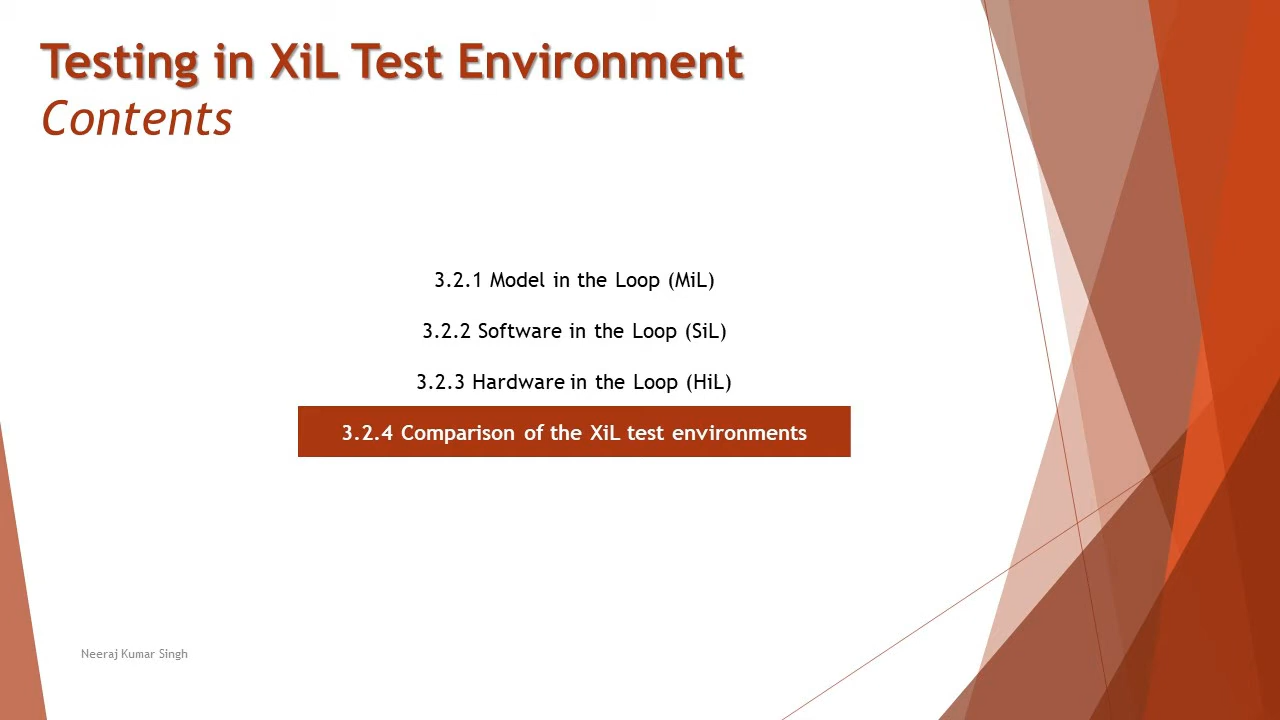 Testing in XiL Test Environment
Contents
3.2.1 Model in the Loop (MiL)
3.2.2 Software in the Loop (SiL)
3.2.3 Hardware in the Loop (HiL)
3.2.4 Comparison of the XiL test environments
Neeraj Kumar Singh